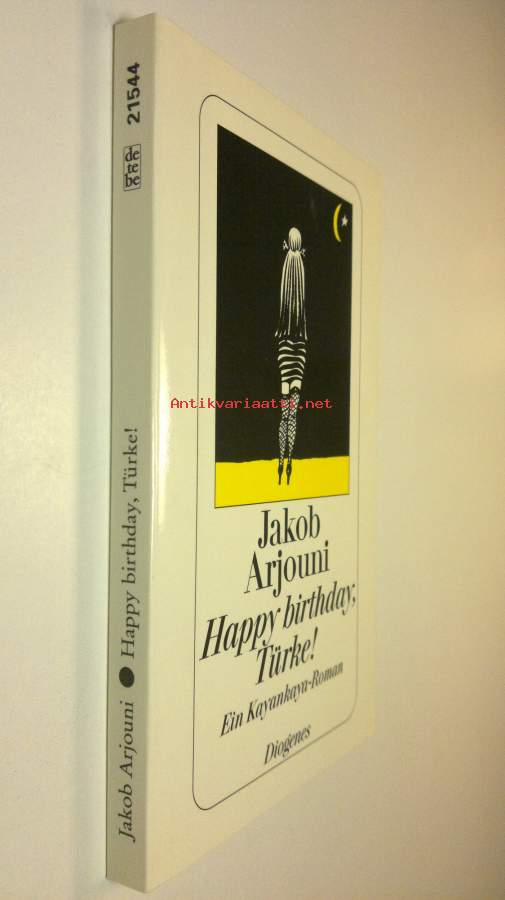 21544
de
te
be
Jakob Arjouni ● Happy birthday, Türke!
Jakob
Arjouni
Happy birthday,
Türke!
Ein Kayankaya-Roman
Diogenes
Antikvariaatti.net